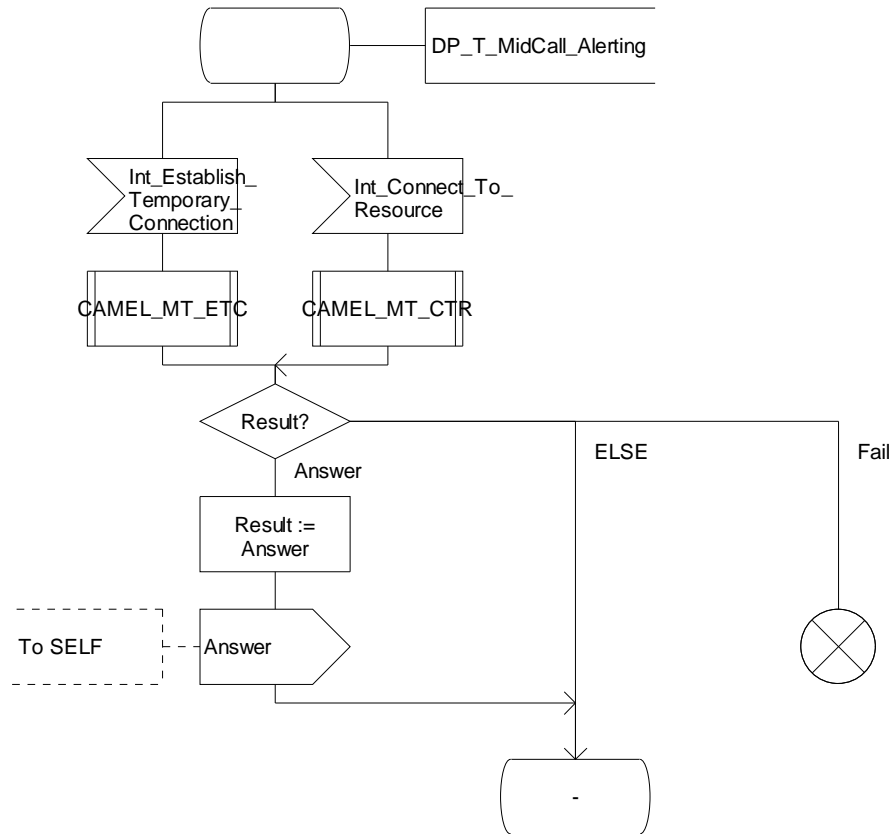 DP_T_MidCall_Alerting
Int_Establish_
Temporary_
Connection
Int_Connect_To_
Resource
CAMEL_MT_ETC
CAMEL_MT_CTR
Result?
ELSE
Fail
Answer
Result :=
Answer
To SELF
Answer
-